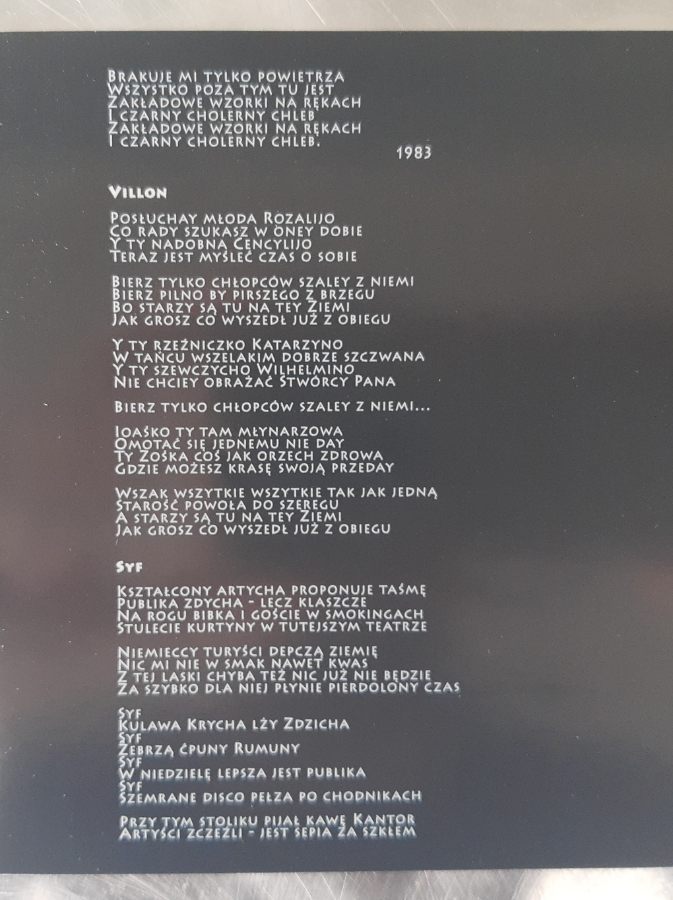 Brakuje mi tylko powietrza
Wszystko poza tym tu jest
Zakładowe wzorki na rękach
I czarny cholerny chleb
Zakładowe wzorki na rękach
I czarny cholerny chleb.
1983
Villon
Posłuchay młoda Rozalijo
Co rady szukasz w oney dobie
Y ty nadobna Cencylijo
Teraz jest myśleć czas o sobie
Bierz tylko chłopców szaley z niemi
Bierz pilno by pirszego z brzegu
Bo starzy są tu na tey Ziemi
Jak grosz co wyszedł już z obiegu
Y ty rzeźniczko Katarzyno
W tańcu wszelakim dobrze szczwana
Y ty szewczycho Wilhelmino
Nie chciey obrażać Stwórcy Pana
Bierz tylko chłopców szaley z niemi...
Ioaśko ty tam młynarzowa
Omotać się jednemu nie day
Ty Zośka coś jak orzech zdrowa
Gdzie możesz krasę swoją przeday
Wszak wszytkie wszytkie tak jak jedną
Starość powoła do szeregu
A starzy są tu na tey Ziemi
Jak grosz co wyszedł już z obiegu
Syf
Kształcony artycha proponuje taśmę
Publika zdycha - lecz klaszcze
Na rogu bibka i goście w smokingach
Stulecie kurtyny w tutejszym teatrze
Niemieccy turyści depczą ziemię
Nic mi nie w smak nawet kwas
Z tej laski chyba też nic już nie będzie
Za szybko dla niej płynie pierdolony czas
Syf
Kulawa Krycha lży Zdzicha
Syf
Żebrzą ćpuny Rumuny
Syf
W niedzielę lepsza jest publika
Syf
Szemrane disco pełza po chodnikach
Przy tym stoliku pijał kawę Kantor
Artyści zczeźli - jest sepia za szkłem